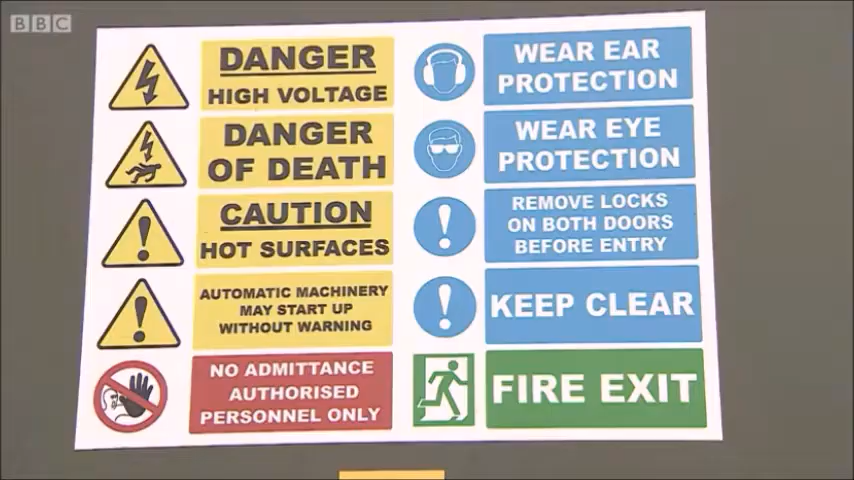 BBC
DANGER
HIGH VOLTAGE
DANGER
OF DEATH
CAUTION
HOT SURFACES
AUTOMATIC MACHINERY
MAY START UP
WITHOUT WARNING
NO ADMITTANCE
AUTHORISED
PERSONNEL ONLY
WEAR EAR
PROTECTION
WEAR EYE
PROTECTION
REMOVE LOCKS
ON BOTH DOORS
BEFORE ENTRY
KEEP CLEAR
FIRE EXIT